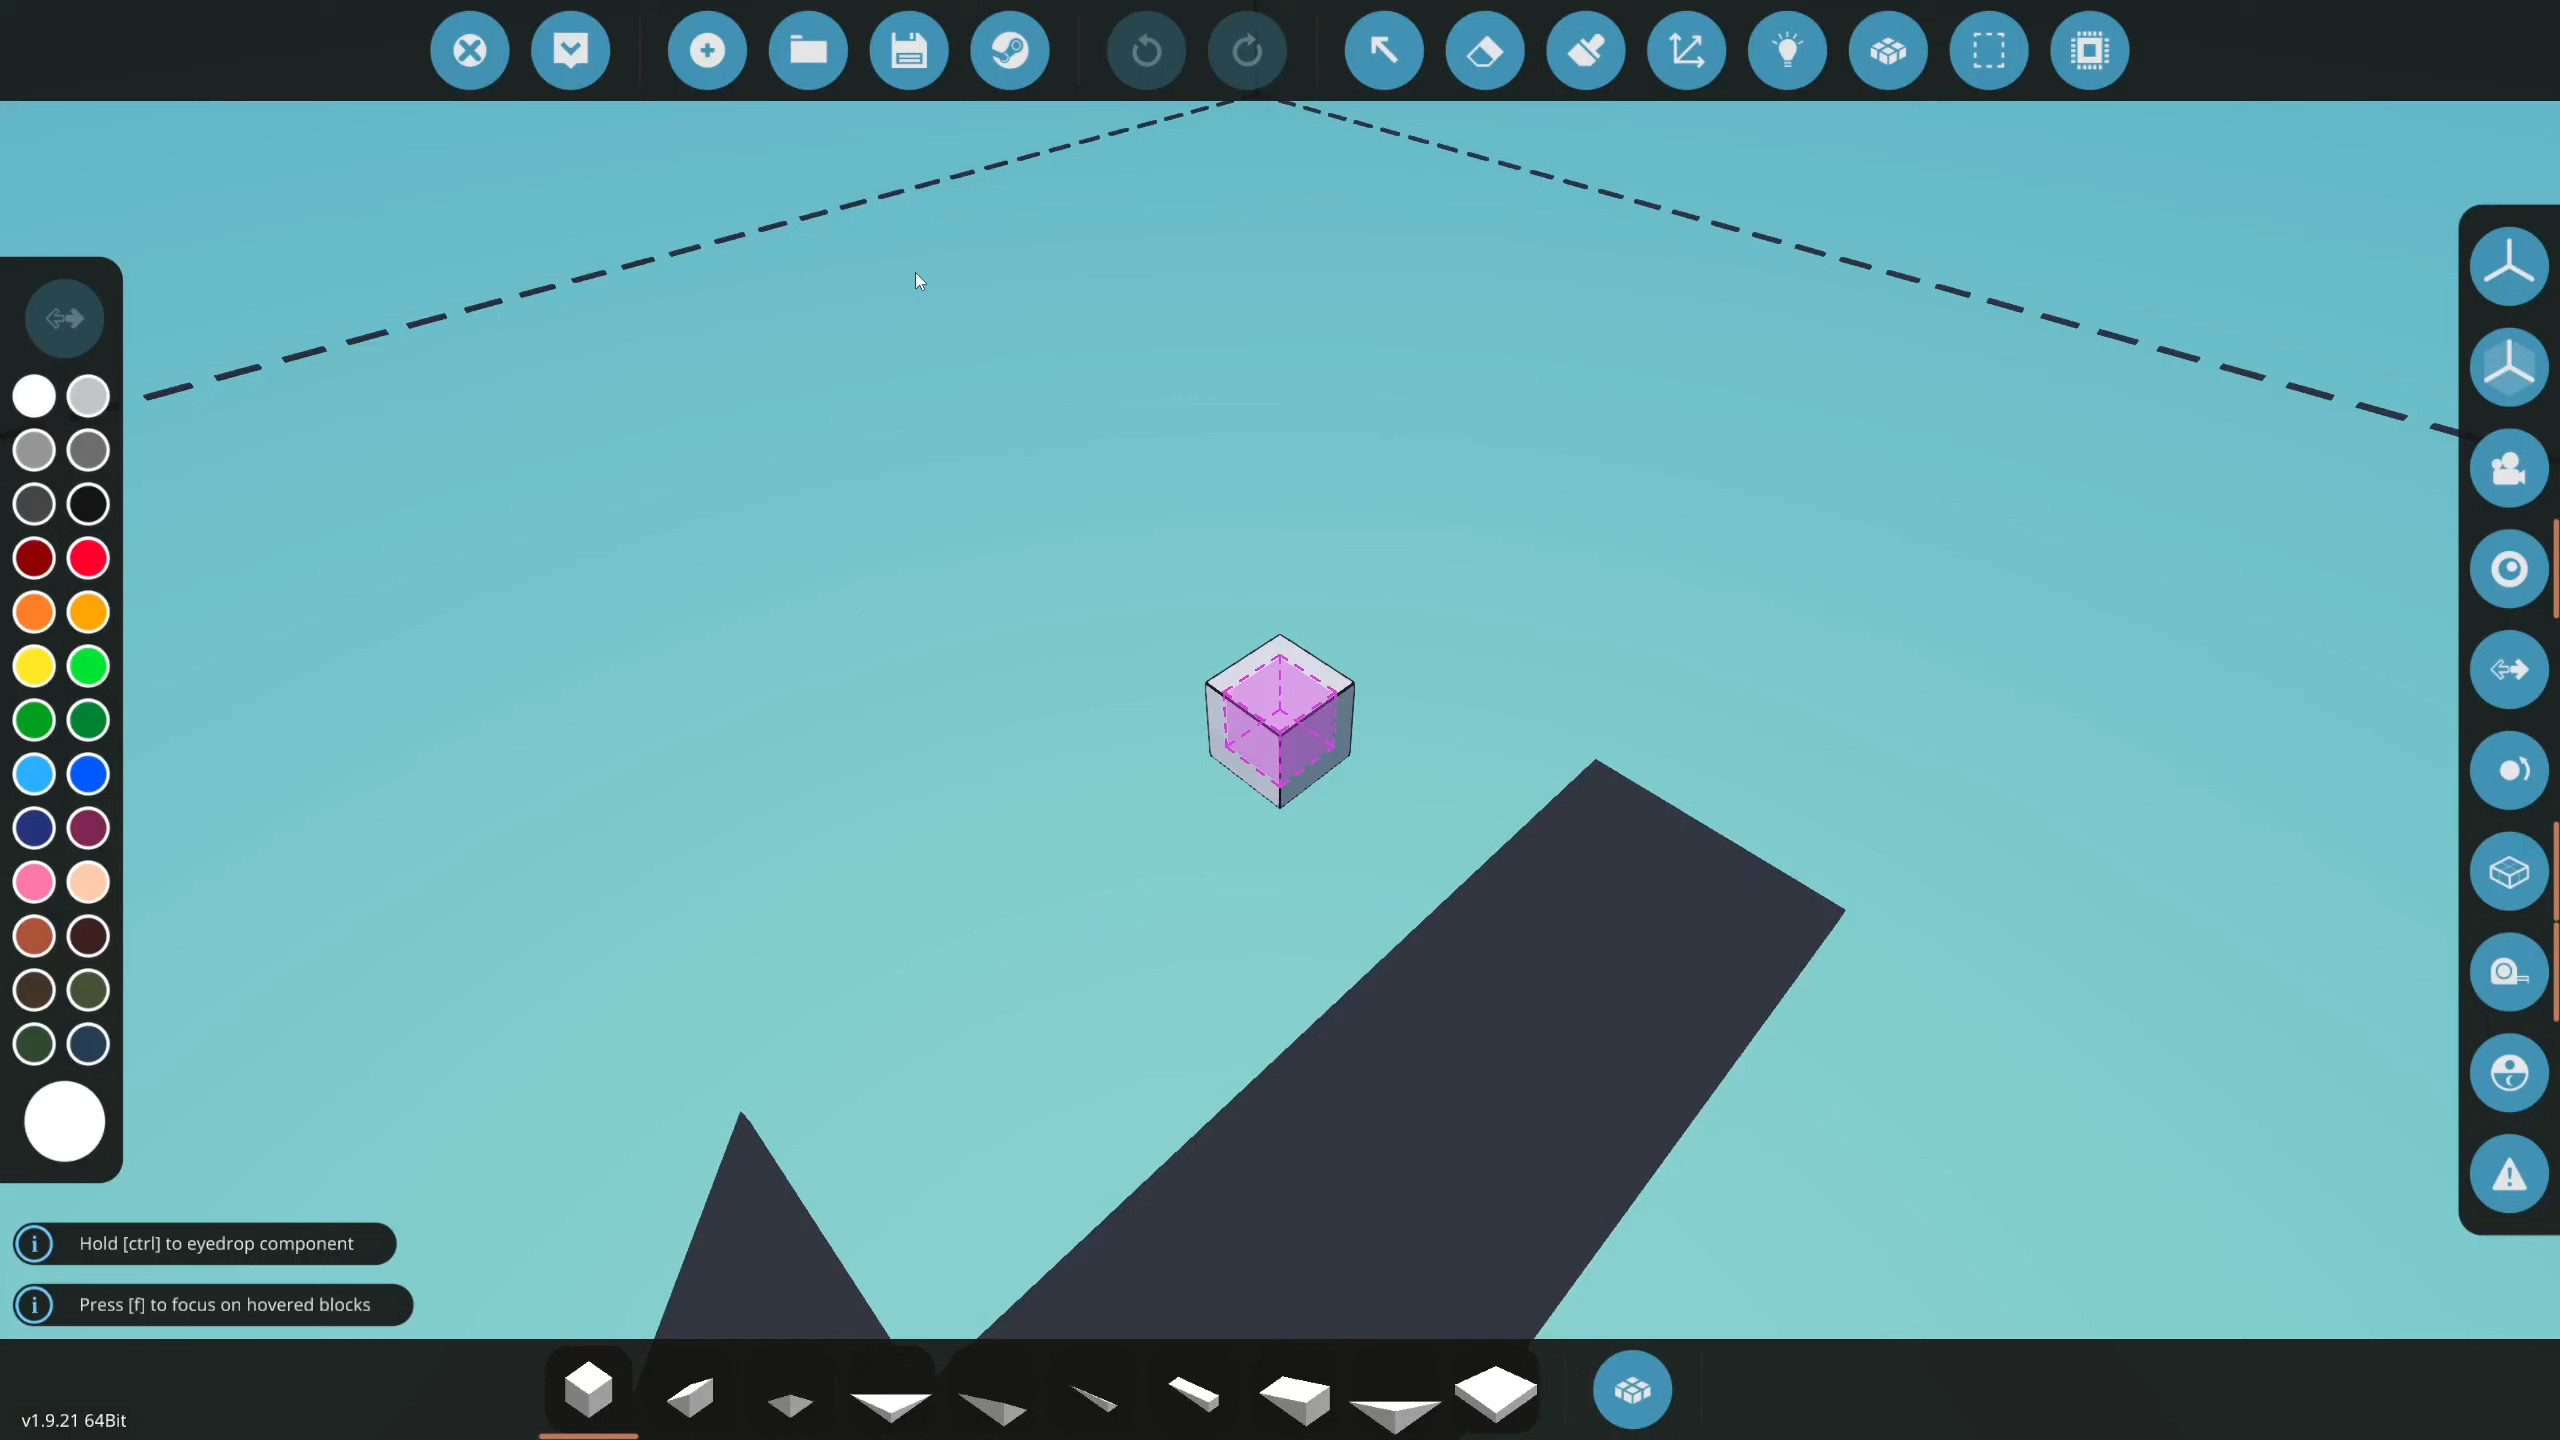 Hold [ctrl] to eyedrop component
Press [f] to focus on hovered blocks
v1.9.21 64Bit